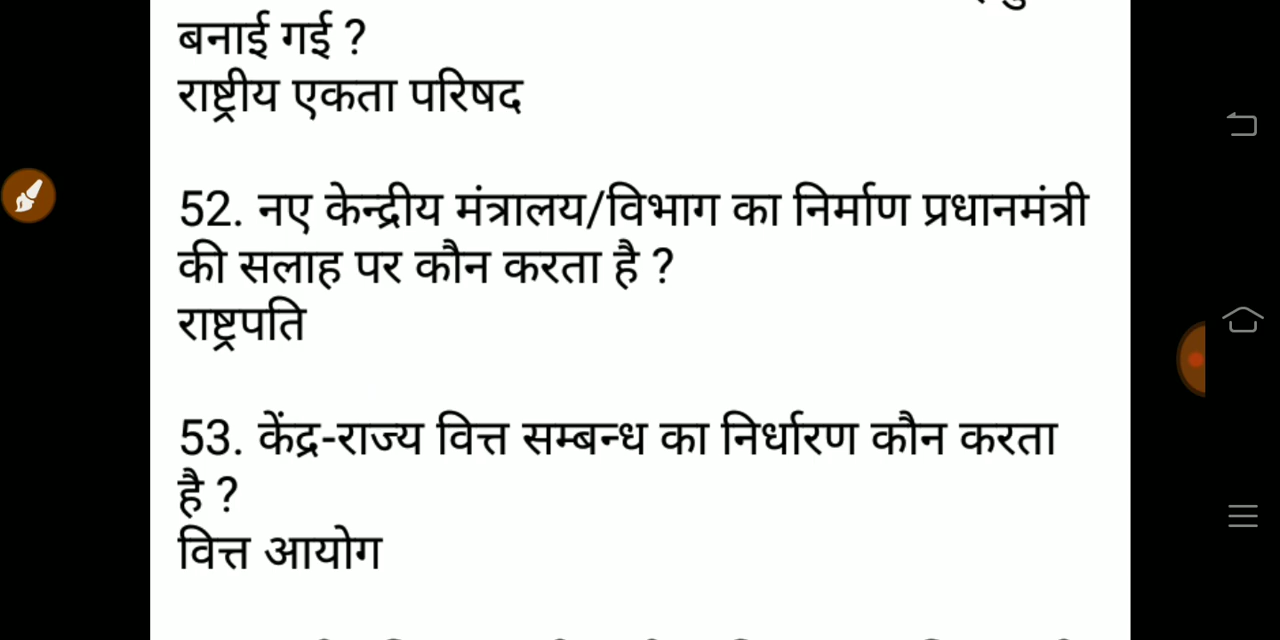 बनाई गई ?
राष्ट्रीय एकता परिषद
52. नए केन्द्रीय मंत्रालय/विभाग का निर्माण प्रधानमंत्री
की सलाह पर कौन करता है ?
राष्ट्रपति
53. केंद्र-राज्य वित्त सम्बन्ध का निर्धारण कौन करता
है ?
वित्त आयोग